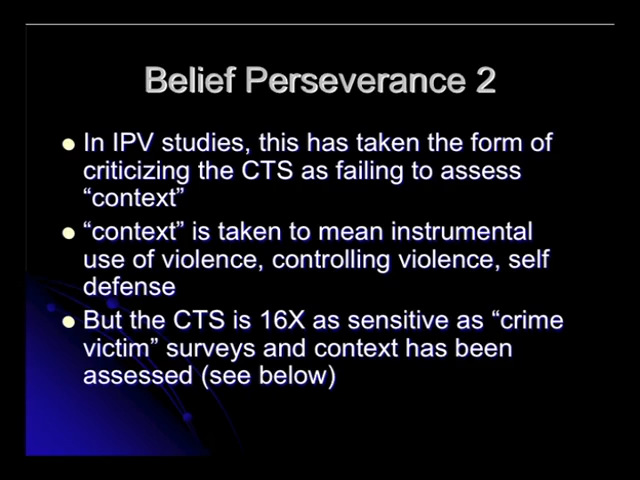 Belief Perseverance 2
In IPV studies, this has taken the form of
criticizing the CTS as failing to assess
“context”
“context” is taken to mean instrumental
use of violence, controlling violence, self
defense
But the CTS is 16X as sensitive as “crime
victim” surveys and context has been
assessed (see below)